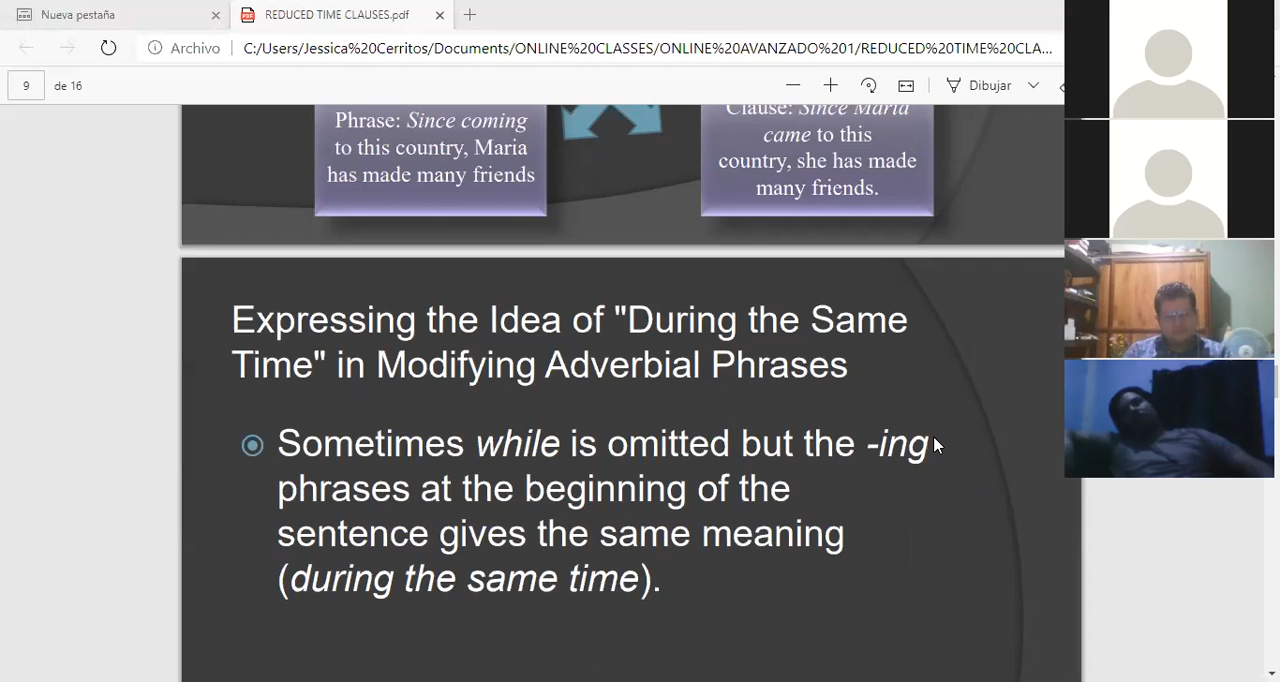 Nueva pestaña
REDUCED TIME CLAUSES.pdf
Archivo
C:/Users/Jessica%20Cerritos/Documents/ONLINE%20CLASSES/ONLINE%20AVANZADO%201/REDUCED%20TIME%20CLA...
9
de 16
Dibujar
Phrase: Since coming
to this country, Maria
has made many friends
Clause: Since Maria
came to this
country, she has made
many friends.
Expressing the Idea of "During the Same
Time" in Modifying Adverbial Phrases
Sometimes while is omitted but the -ing
phrases at the beginning of the
sentence gives the same meaning
(during the same time).